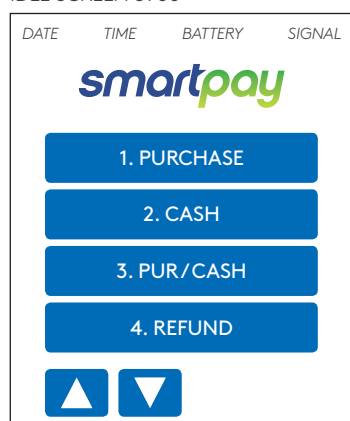 DATE TIME BATTERY SIGNAL
smartpay
1. PURCHASE
2. CASH
3. PUR/CASH
4. REFUND